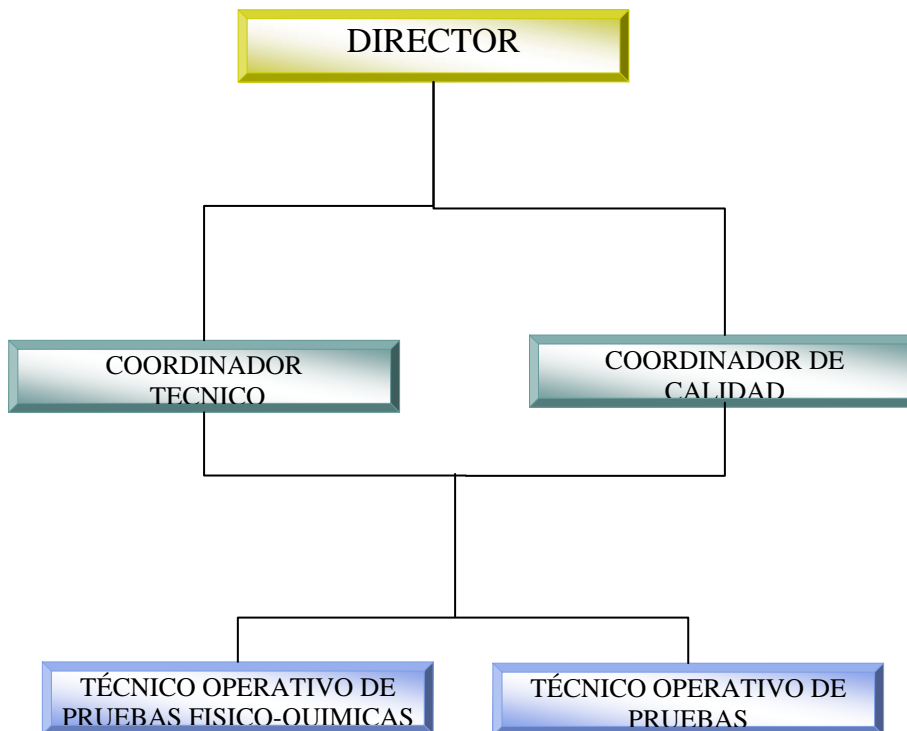 DIRECTOR
COORDINADOR
TECNICO
COORDINADOR DE
CALIDAD
TÉCNICO OPERATIVO DE
PRUEBAS FISICO-QUIMICAS
TÉCNICO OPERATIVO DE
PRUEBAS